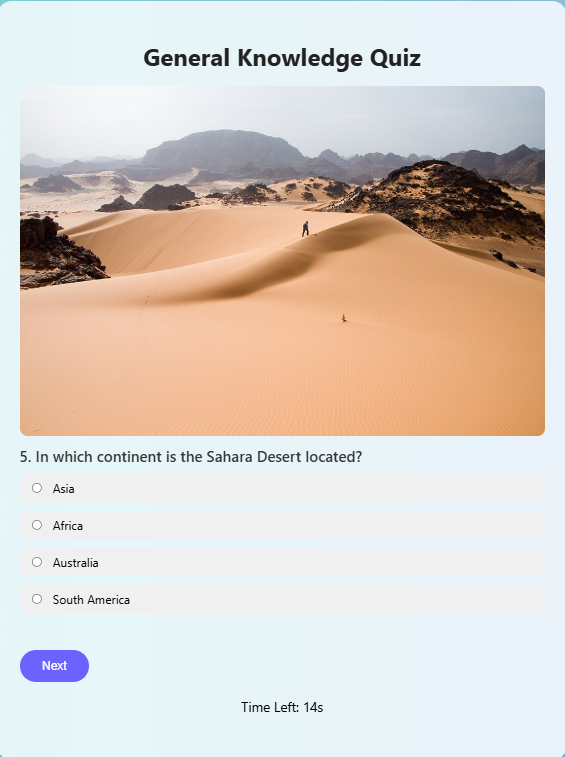 General Knowledge Quiz
5. In which continent is the Sahara Desert located?
Asia
Africa
Australia
South America
Next
Time Left: 14s